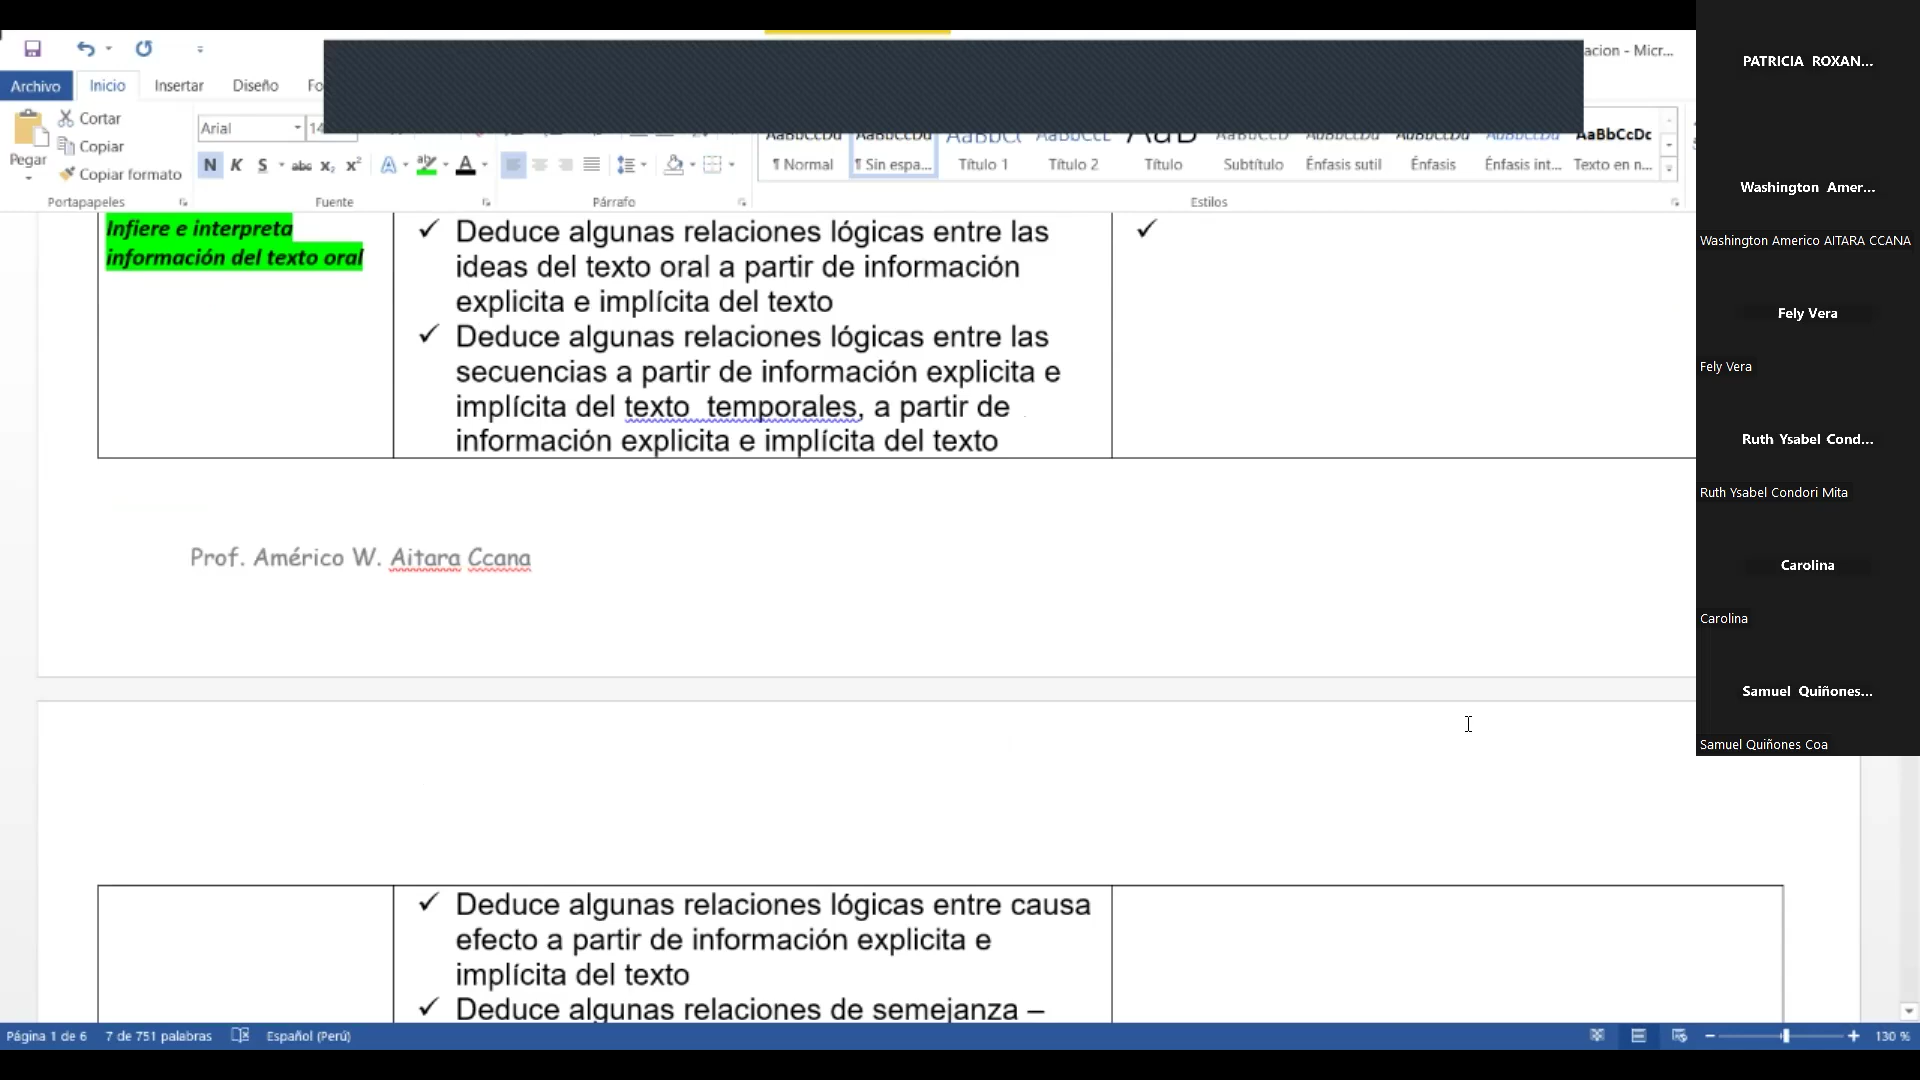 acion - Micr...
Archivo
Inicio
Insertar
Diseño
Fo
Pegar
Cortar
Copiar
Copiar formato
Portapapeles
Arial
14
N K S abc x₂ x²
Fuente
Párrafo
AaBbCcDc
¶ Normal
¶ Sin espa...
Título 1
Título 2
Título
Subtítulo
Énfasis sutil
Énfasis
Énfasis int...
Texto en n...
Estilos
Infiere e interpreta
información del texto oral
✓ Deduce algunas relaciones lógicas entre las
ideas del texto oral a partir de información
explicita e implícita del texto
✓ Deduce algunas relaciones lógicas entre las
secuencias a partir de información explicita e
implícita del texto temporales, a partir de
información explicita e implícita del texto
✓
Prof. Américo W. Aitara Ccana
✓ Deduce algunas relaciones lógicas entre causa
efecto a partir de información explicita e
implícita del texto
✓ Deduce algunas relaciones de semejanza –
Página 1 de 6
7 de 751 palabras
Español (Perú)
130 %
PATRICIA ROXAN...
Washington Amer...
Washington Americo AITARA CCANA
Fely Vera
Fely Vera
Ruth Ysabel Cond...
Ruth Ysabel Condori Mita
Carolina
Carolina
Samuel Quiñones...
Samuel Quiñones Coa